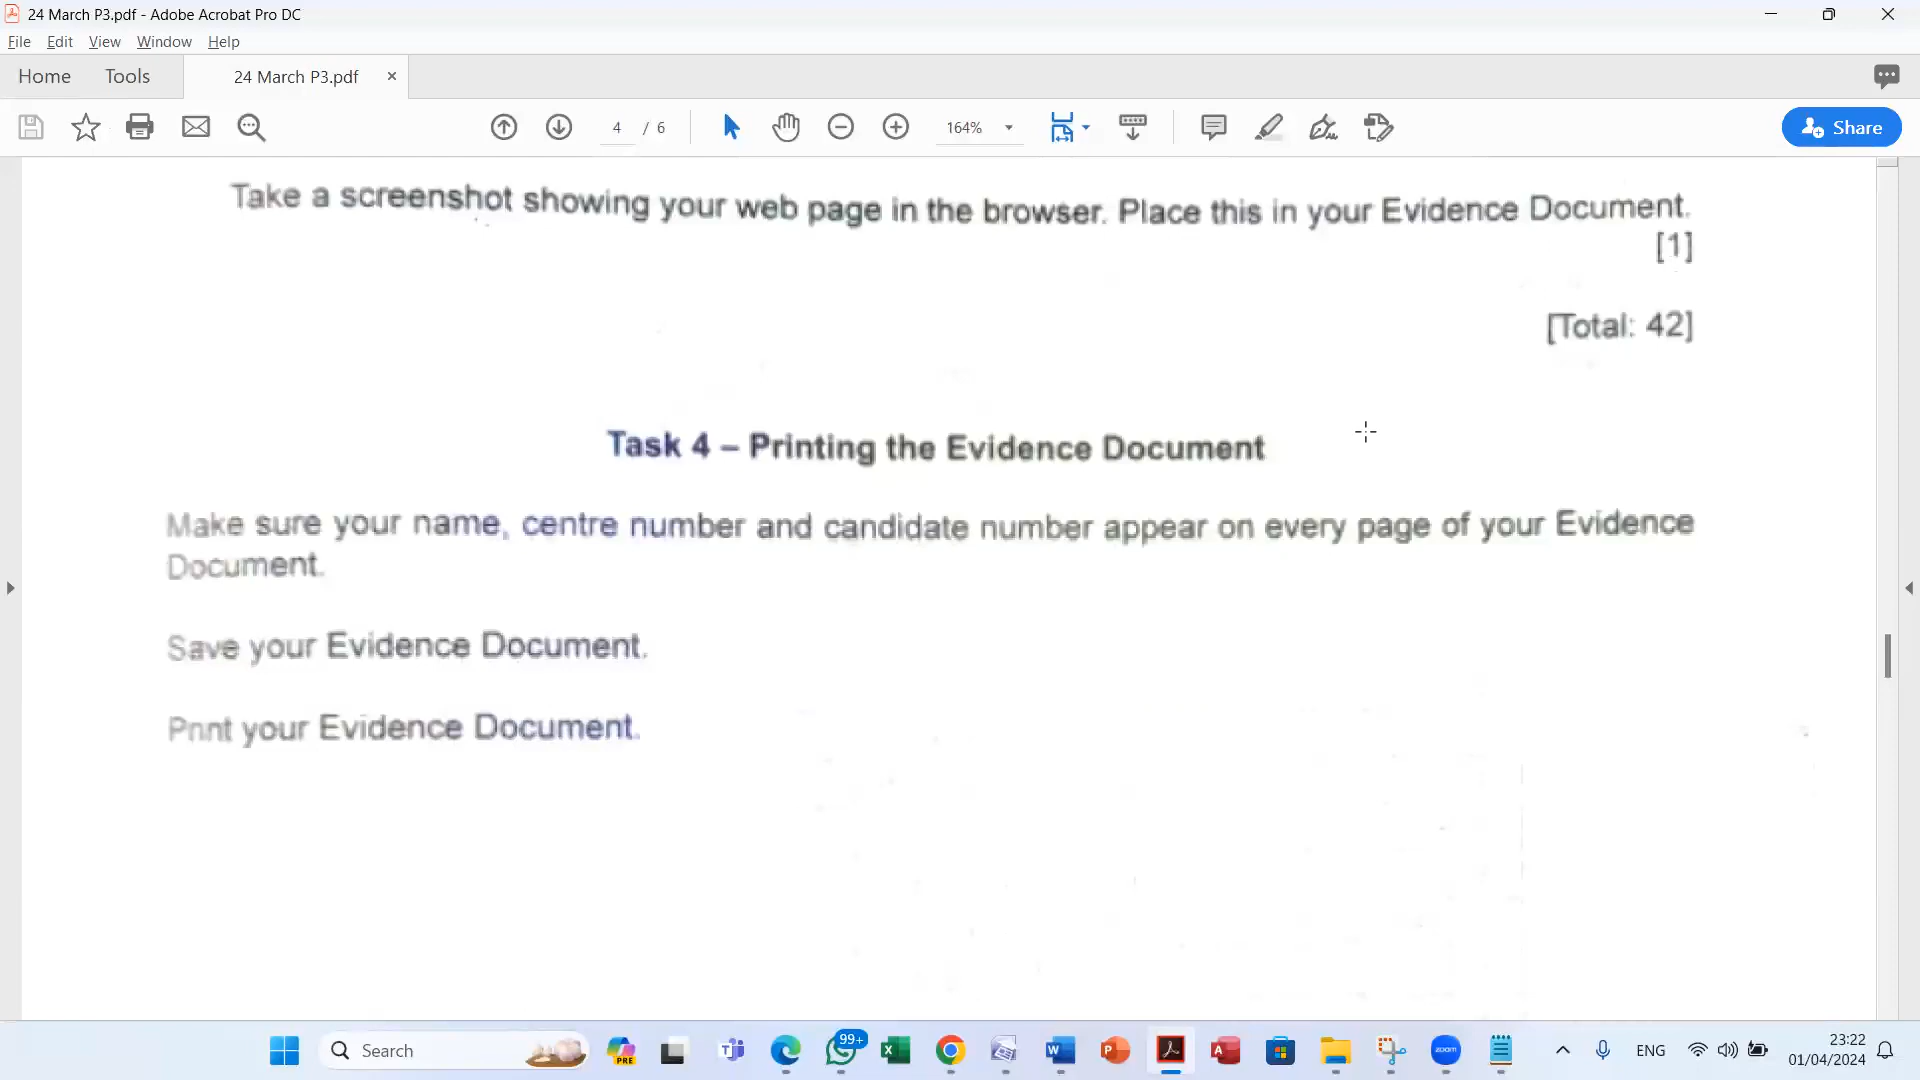 24 March P3.pdf - Adobe Acrobat Pro DC
File Edit View Window Help
Home Tools 24 March P3.pdf
4 / 6 164% Share
Take a screenshot showing your web page in the browser. Place this in your Evidence Document.
[1]
[Total: 42]
Task 4 – Printing the Evidence Document
Make sure your name, centre number and candidate number appear on every page of your Evidence
Document.
Save your Evidence Document.
Print your Evidence Document.
Search PRE 99+ zoom ENG 23:22
01/04/2024